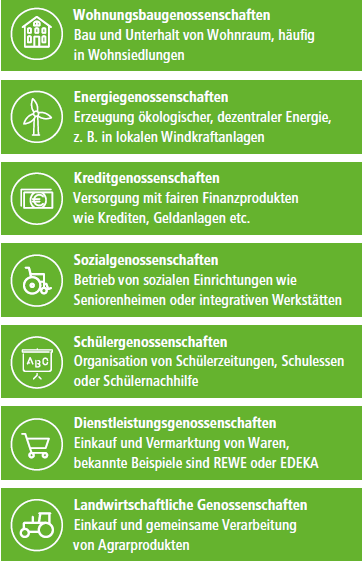 Wohnungsbaugenossenschaften
Bau und Unterhalt von Wohnraum, häufig
in Wohnsiedlungen
Energiegenossenschaften
Erzeugung ökologischer, dezentraler Energie,
z. B. in lokalen Windkraftanlagen
€
Kreditgenossenschaften
Versorgung mit fairen Finanzprodukten
wie Krediten, Geldanlagen etc.
Sozialgenossenschaften
Betrieb von sozialen Einrichtungen wie
Seniorenheimen oder integrativen Werkstätten
ABC
Schülergenossenschaften
Organisation von Schülerzeitungen, Schulessen
oder Schülernachhilfe
Dienstleistungsgenossenschaften
Einkauf und Vermarktung von Waren,
bekannte Beispiele sind REWE oder EDEKA
Landwirtschaftliche Genossenschaften
Einkauf und gemeinsame Verarbeitung
von Agrarprodukten